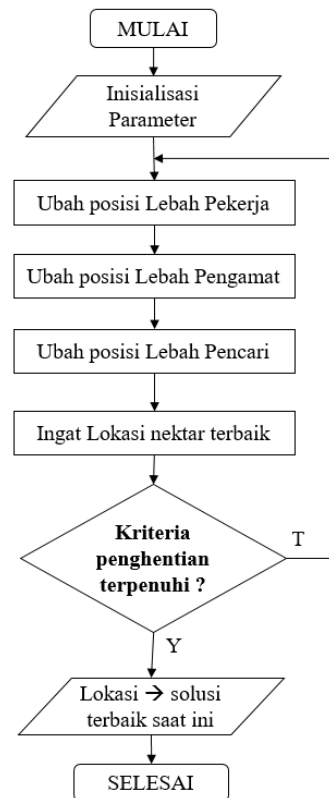 MULAI
Inisialisasi
Parameter
Ubah posisi Lebah Pekerja
Ubah posisi Lebah Pengamat
Ubah posisi Lebah Pencari
Ingat Lokasi nektar terbaik
Kriteria
penghentian
terpenuhi ?
T
Y
Lokasi → solusi
terbaik saat ini
SELESAI